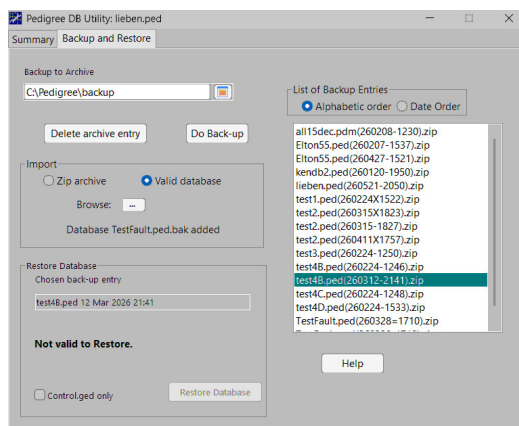 Pedigree DB Utility: lieben.ped
Summary Backup and Restore
Backup to Archive
C:\Pedigree\backup
Delete archive entry Do Back-up
Import
Zip archive Valid database
Browse: ...
Database TestFault.ped.bak added
Restore Database
Chosen back-up entry
test4B.ped 12 Mar 2026 21:41
Not valid to Restore.
Control.ged only Restore Database
List of Backup Entries
Alphabetic order Date Order
all15dec.pdm(260208-1230).zip
Elton55.ped(260207-1537).zip
Elton55.ped(260427-1521).zip
kendb2.ped(260120-1950).zip
lieben.ped(260521-2050).zip
test1.ped(260224X1522).zip
test2.ped(260315X1823).zip
test2.ped(260315-1827).zip
test2.ped(260411X1757).zip
test3.ped(260224-1250).zip
test4B.ped(260224-1246).zip
test4B.ped(260312-2141).zip
test4C.ped(260224-1248).zip
test4D.ped(260224-1533).zip
TestFault.ped(260328=1710).zip
Help